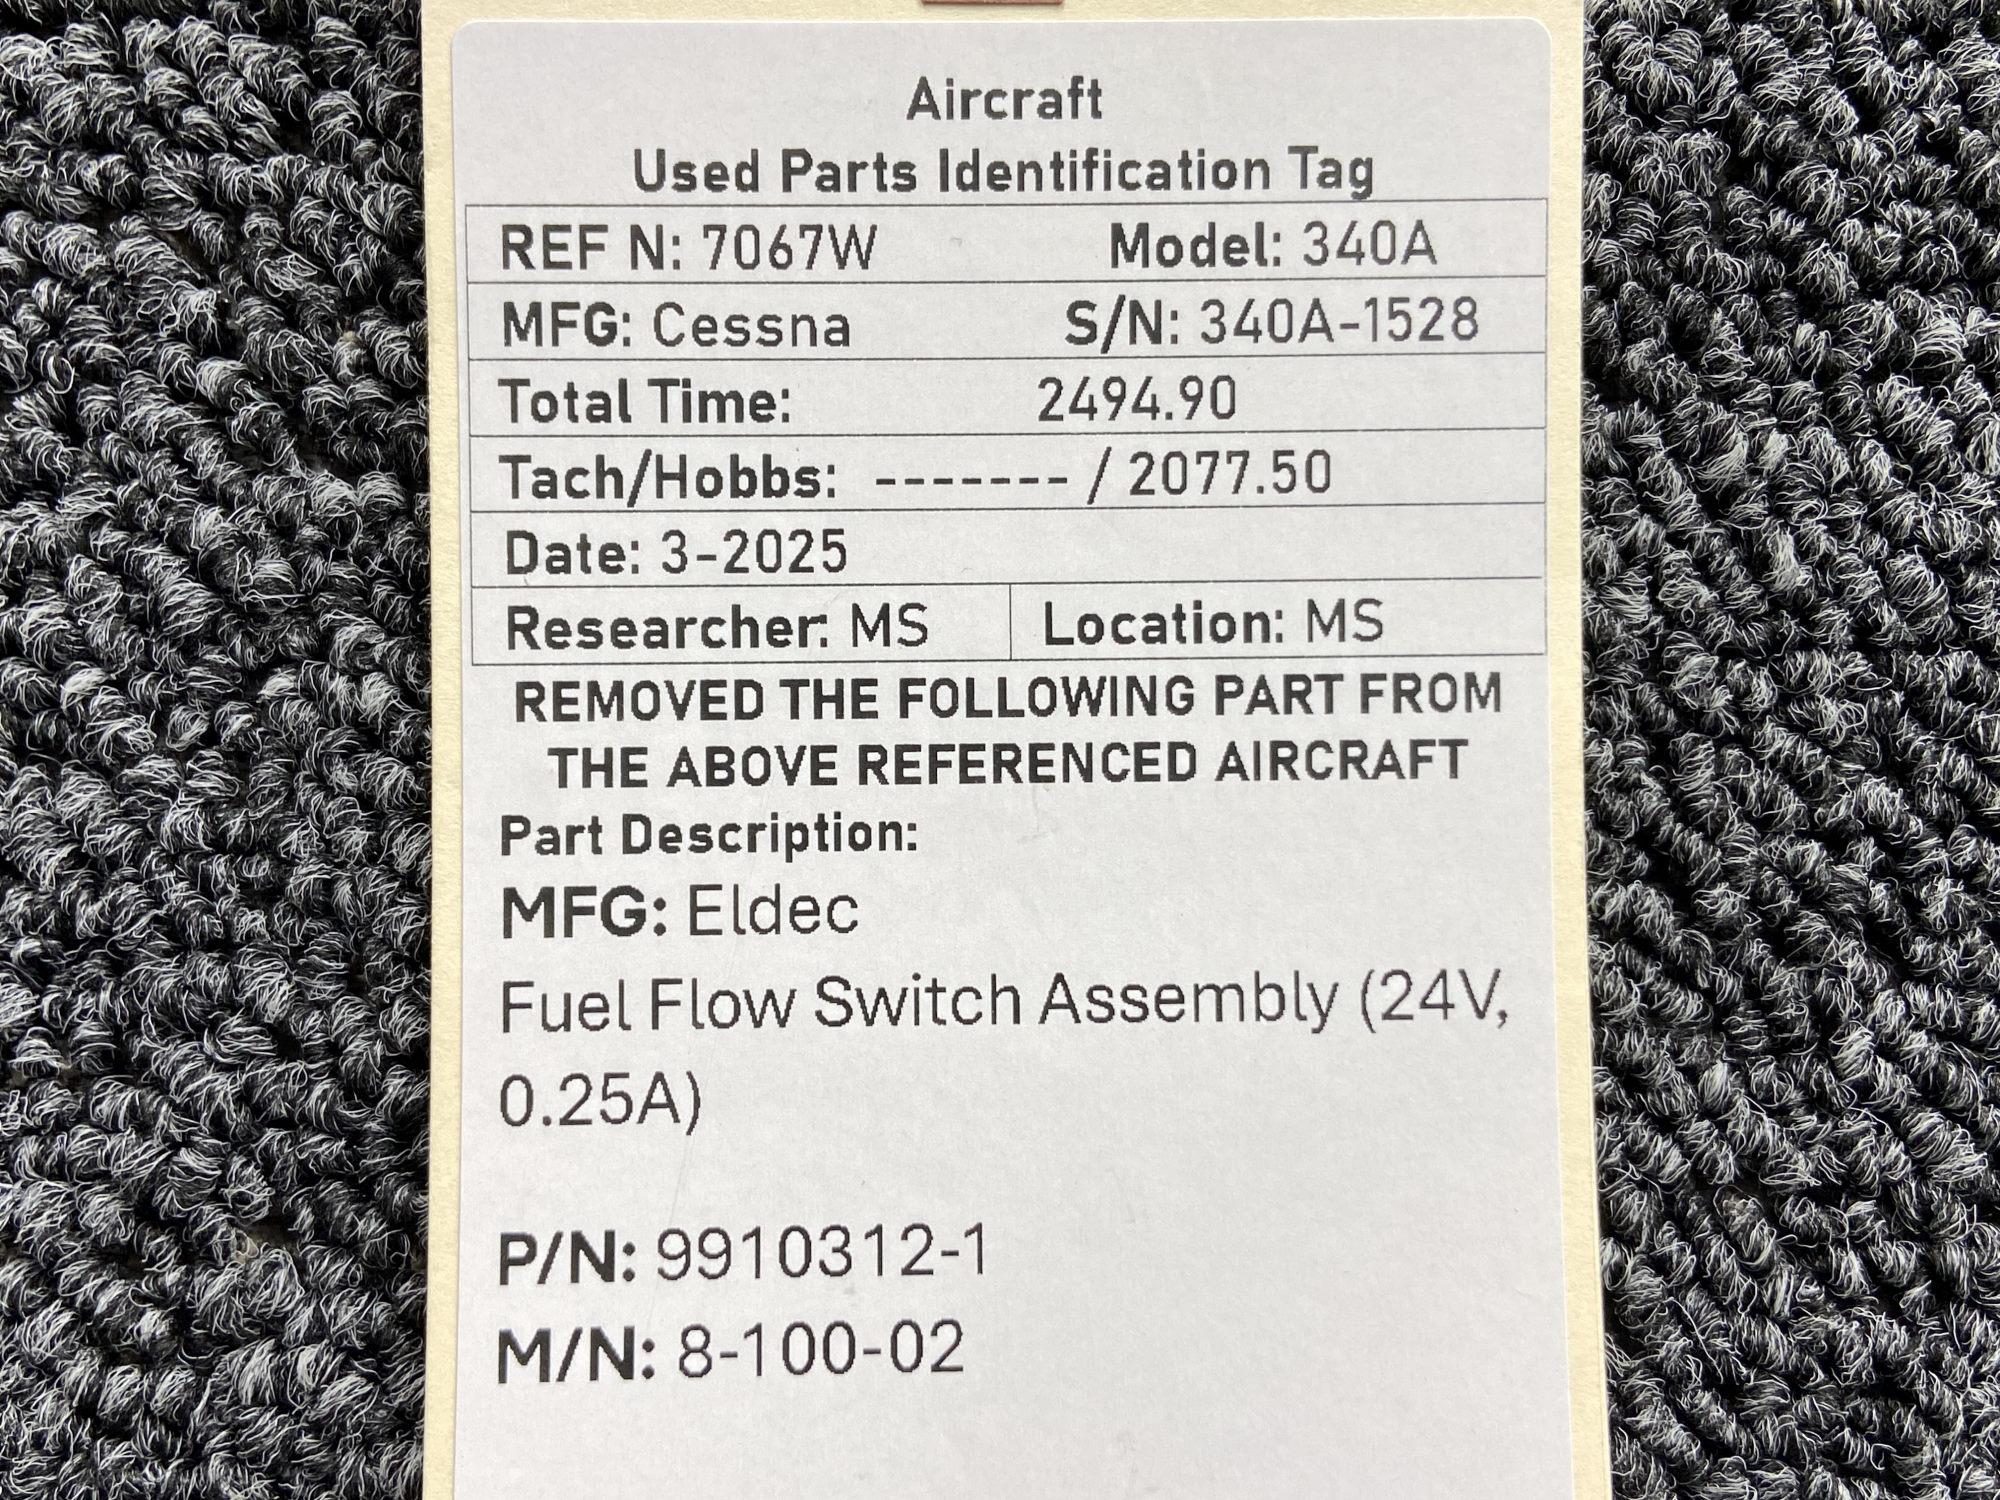 Aircraft
Used Parts Identification Tag
REF N: 7067W Model: 340A
MFG: Cessna S/N: 340A-1528
Total Time: 2494.90
Tach/Hobbs: ------- / 2077.50
Date: 3-2025
Researcher: MS Location: MS
REMOVED THE FOLLOWING PART FROM
THE ABOVE REFERENCED AIRCRAFT
Part Description:
MFG: Eldec
Fuel Flow Switch Assembly (24V,
0.25A)
P/N: 9910312-1
M/N: 8-100-02